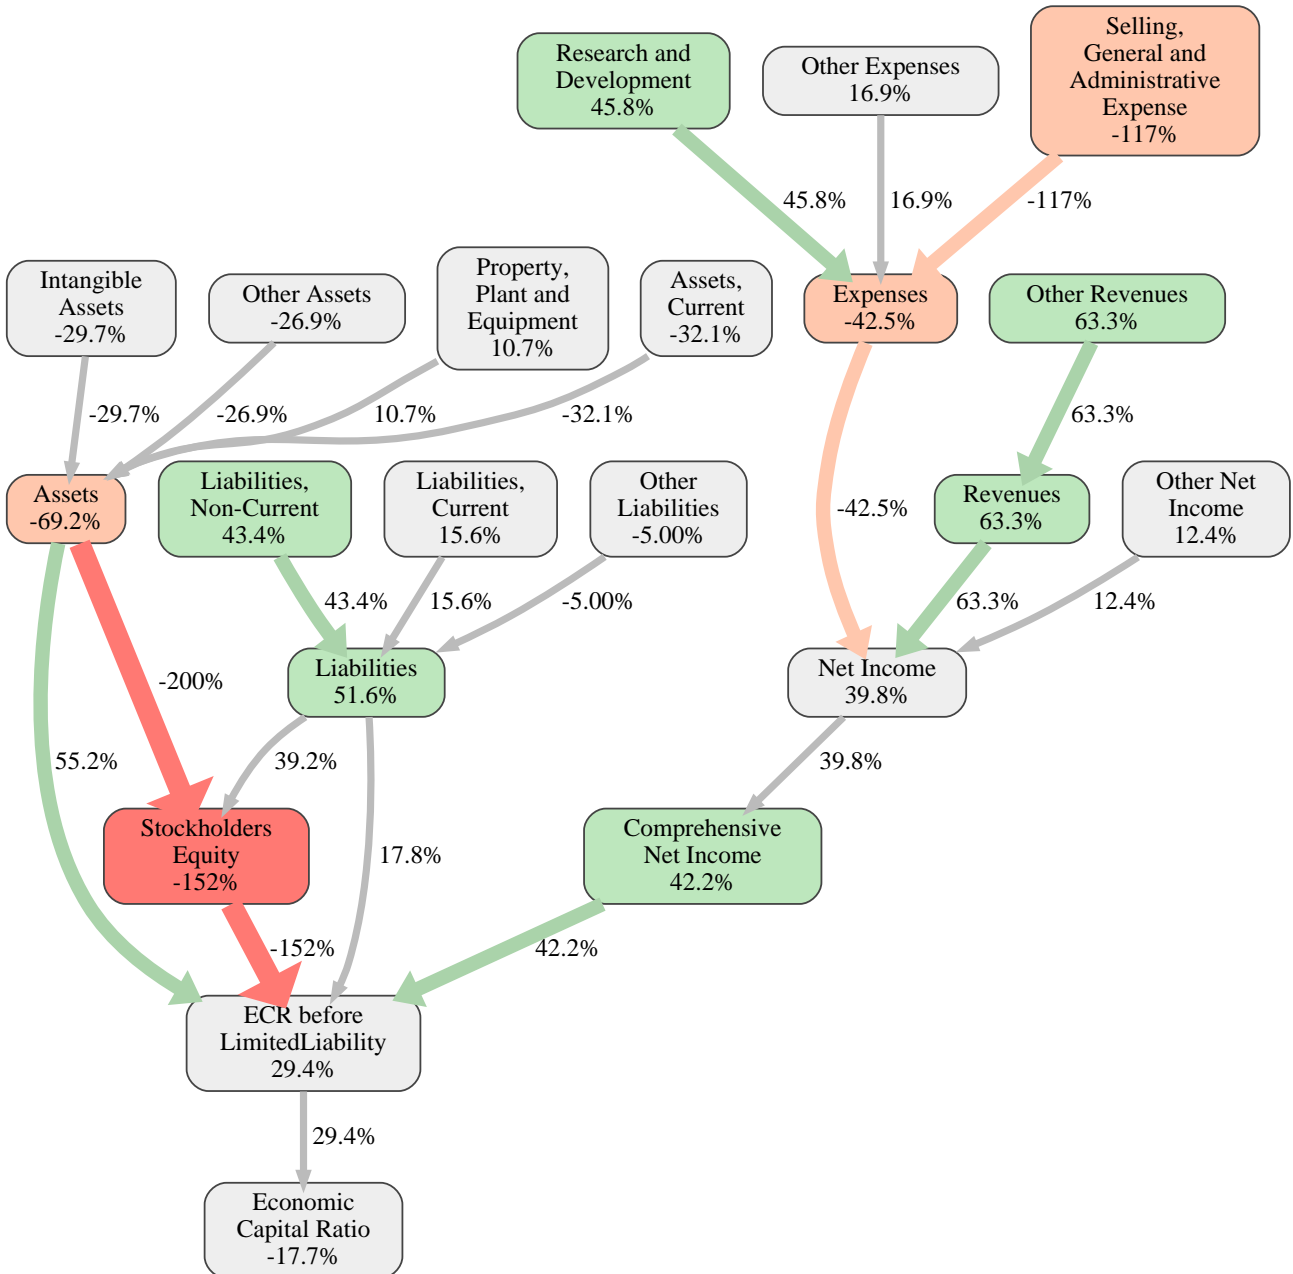 Research and
Development
45.8%
Other Expenses
16.9%
Selling,
General and
Administrative
Expense
-117%
45.8%
16.9%
-117%
Intangible
Assets
-29.7%
Other Assets
-26.9%
Property,
Plant and
Equipment
10.7%
Assets,
Current
-32.1%
Expenses
-42.5%
Other Revenues
63.3%
-29.7%
-26.9%
10.7%
-32.1%
63.3%
Assets
-69.2%
Liabilities,
Non-Current
43.4%
Liabilities,
Current
15.6%
Other
Liabilities
-5.00%
-42.5%
Revenues
63.3%
Other Net
Income
12.4%
43.4%
15.6%
-5.00%
63.3%
12.4%
-200%
Liabilities
51.6%
Net Income
39.8%
55.2%
39.2%
39.8%
Stockholders
Equity
-152%
17.8%
Comprehensive
Net Income
42.2%
-152%
42.2%
ECR before
LimitedLiability
29.4%
29.4%
Economic
Capital Ratio
-17.7%